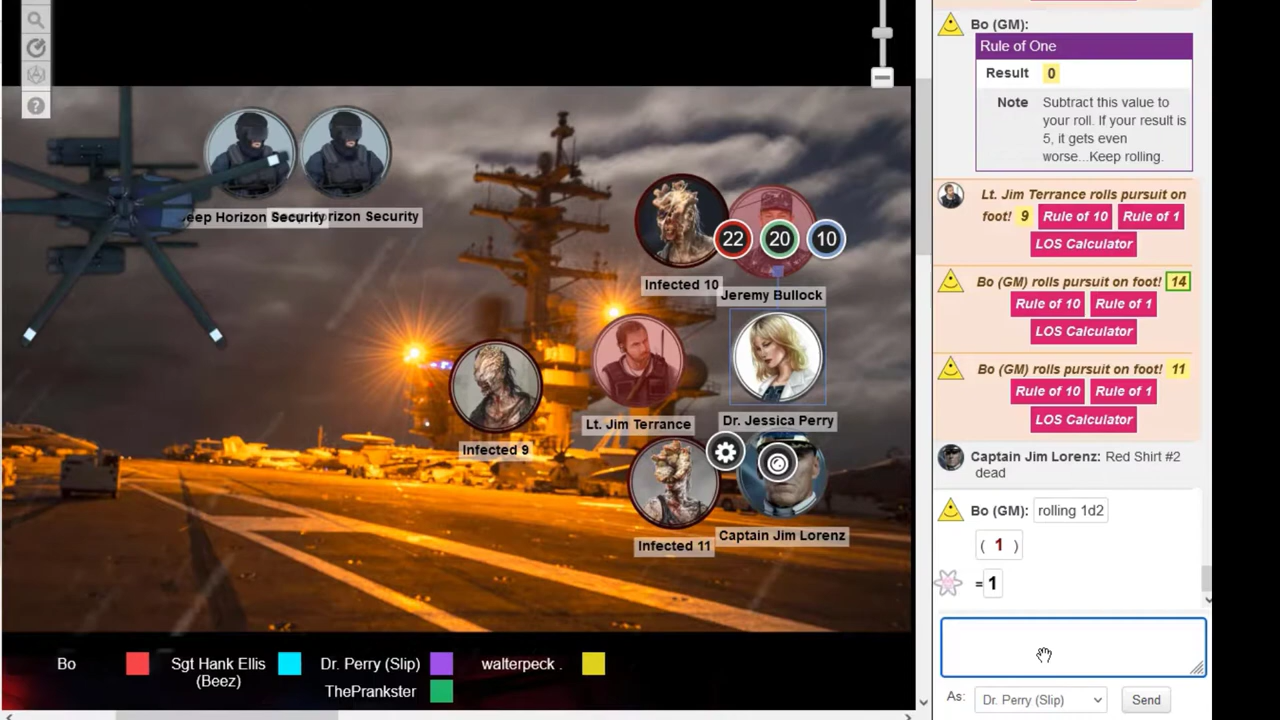 Bo (GM):
Rule of One
Result 0
Note Subtract this value to
your roll. If your result is
5, it gets even
worse...Keep rolling.
Lt. Jim Terrance rolls pursuit on
foot! 9 Rule of 10 Rule of 1
LOS Calculator
Bo (GM) rolls pursuit on foot! 14
Rule of 10 Rule of 1
LOS Calculator
Bo (GM) rolls pursuit on foot! 11
Rule of 10 Rule of 1
LOS Calculator
Captain Jim Lorenz: Red Shirt #2
dead
Bo (GM): rolling 1d2
( 1 )
=1
As: Dr. Perry (Slip) Send
?
eep Horizon Security rizon Security
22 20 10
Infected 10
Jeremy Bullock
Lt. Jim Terrance
Dr. Jessica Perry
Infected 9
Infected 11
Captain Jim Lorenz
Bo
Sgt Hank Ellis
(Beez)
Dr. Perry (Slip)
ThePrankster
walterpeck .